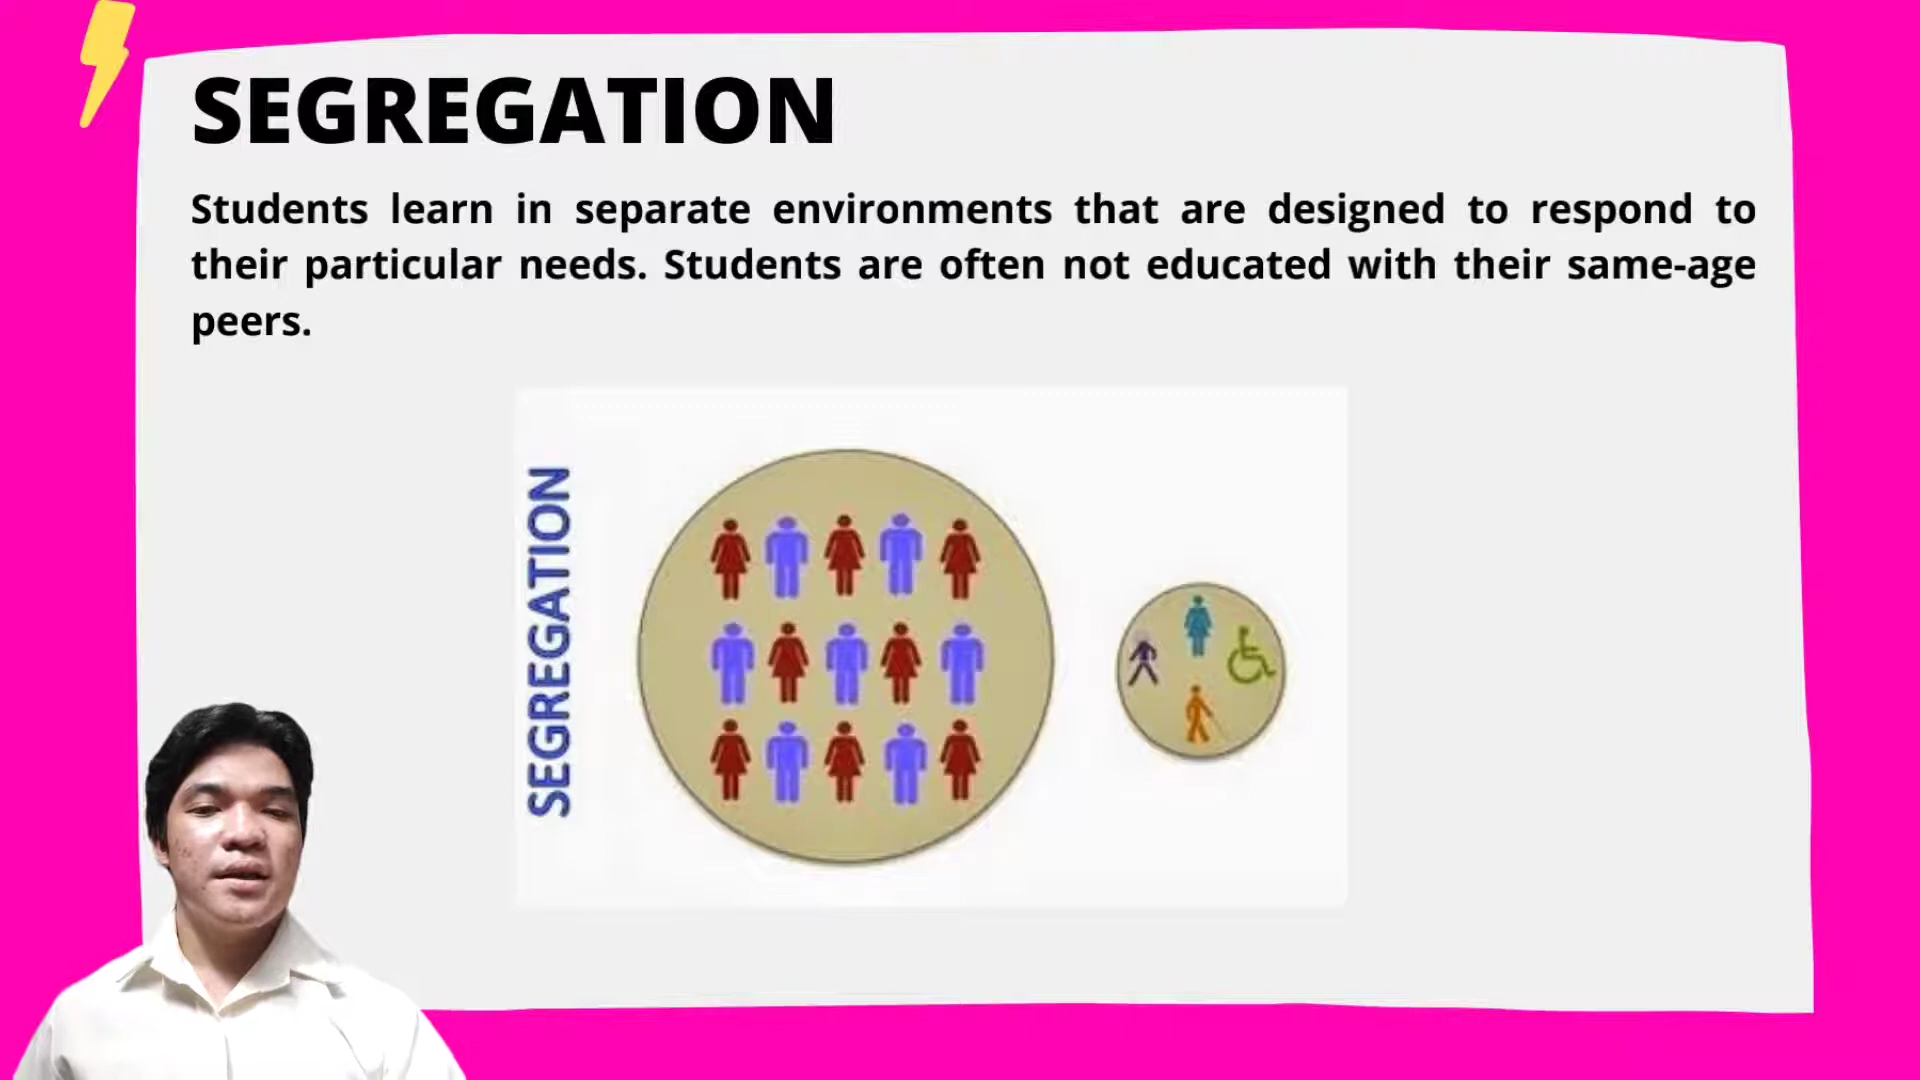 SEGREGATION
Students learn in separate environments that are designed to respond to
their particular needs. Students are often not educated with their same-age
peers.
SEGREGATION